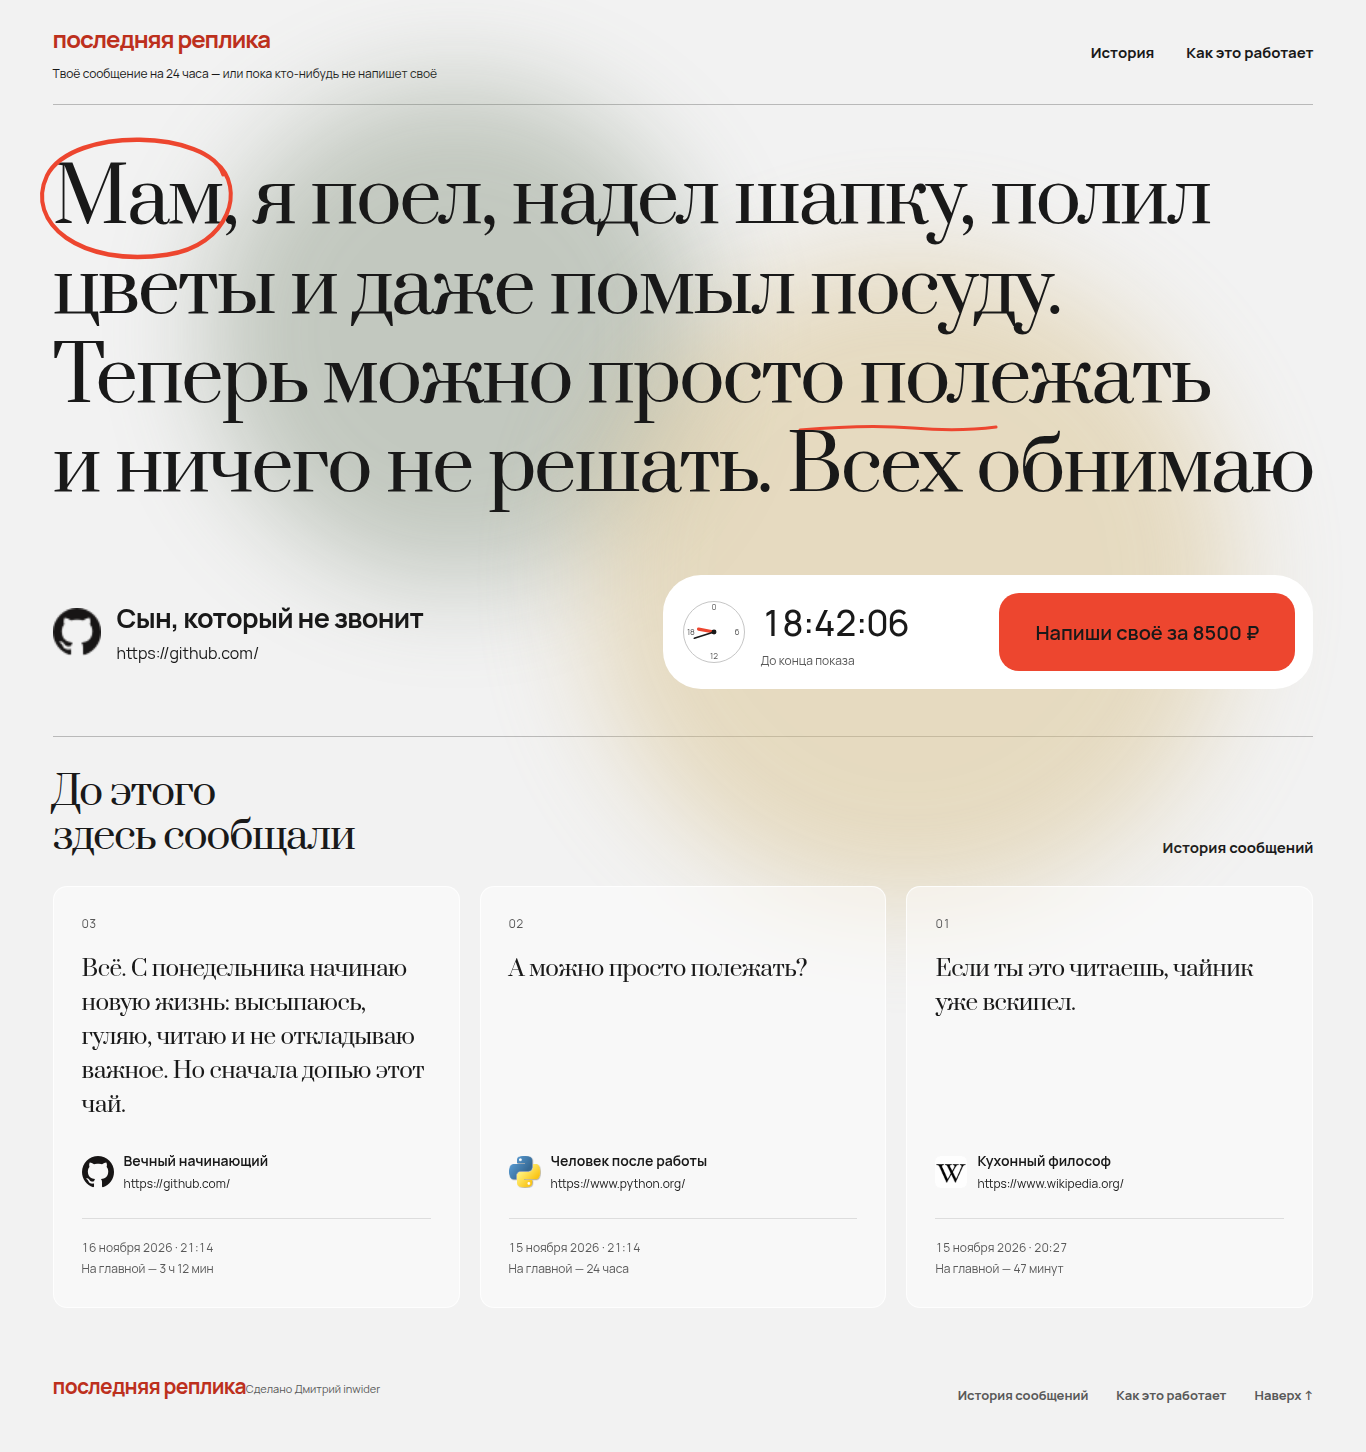 последняя реплика
Твоё сообщение на 24 часа — или пока кто-нибудь не напишет своё
История
Как это работает
Мам, я поел, надел шапку, полил
цветы и даже помыл посуду.
Теперь можно просто полежать
и ничего не решать. Всех обнимаю
Сын, который не звонит
https://github.com/
0
6
12
18
18:42:06
До конца показа
Напиши своё за 8500 ₽
До этого
здесь сообщали
История сообщений
03
Всё. С понедельника начинаю
новую жизнь: высыпаюсь,
гуляю, читаю и не откладываю
важное. Но сначала допью этот
чай.
Вечный начинающий
https://github.com/
16 ноября 2026 · 21:14
На главной — 3 ч 12 мин
02
А можно просто полежать?
Человек после работы
https://www.python.org/
15 ноября 2026 · 21:14
На главной — 24 часа
01
Если ты это читаешь, чайник
уже вскипел.
W
Кухонный философ
https://www.wikipedia.org/
15 ноября 2026 · 20:27
На главной — 47 минут
последняя реплика
Сделано Дмитрий inwider
История сообщений
Как это работает
Наверх ↑